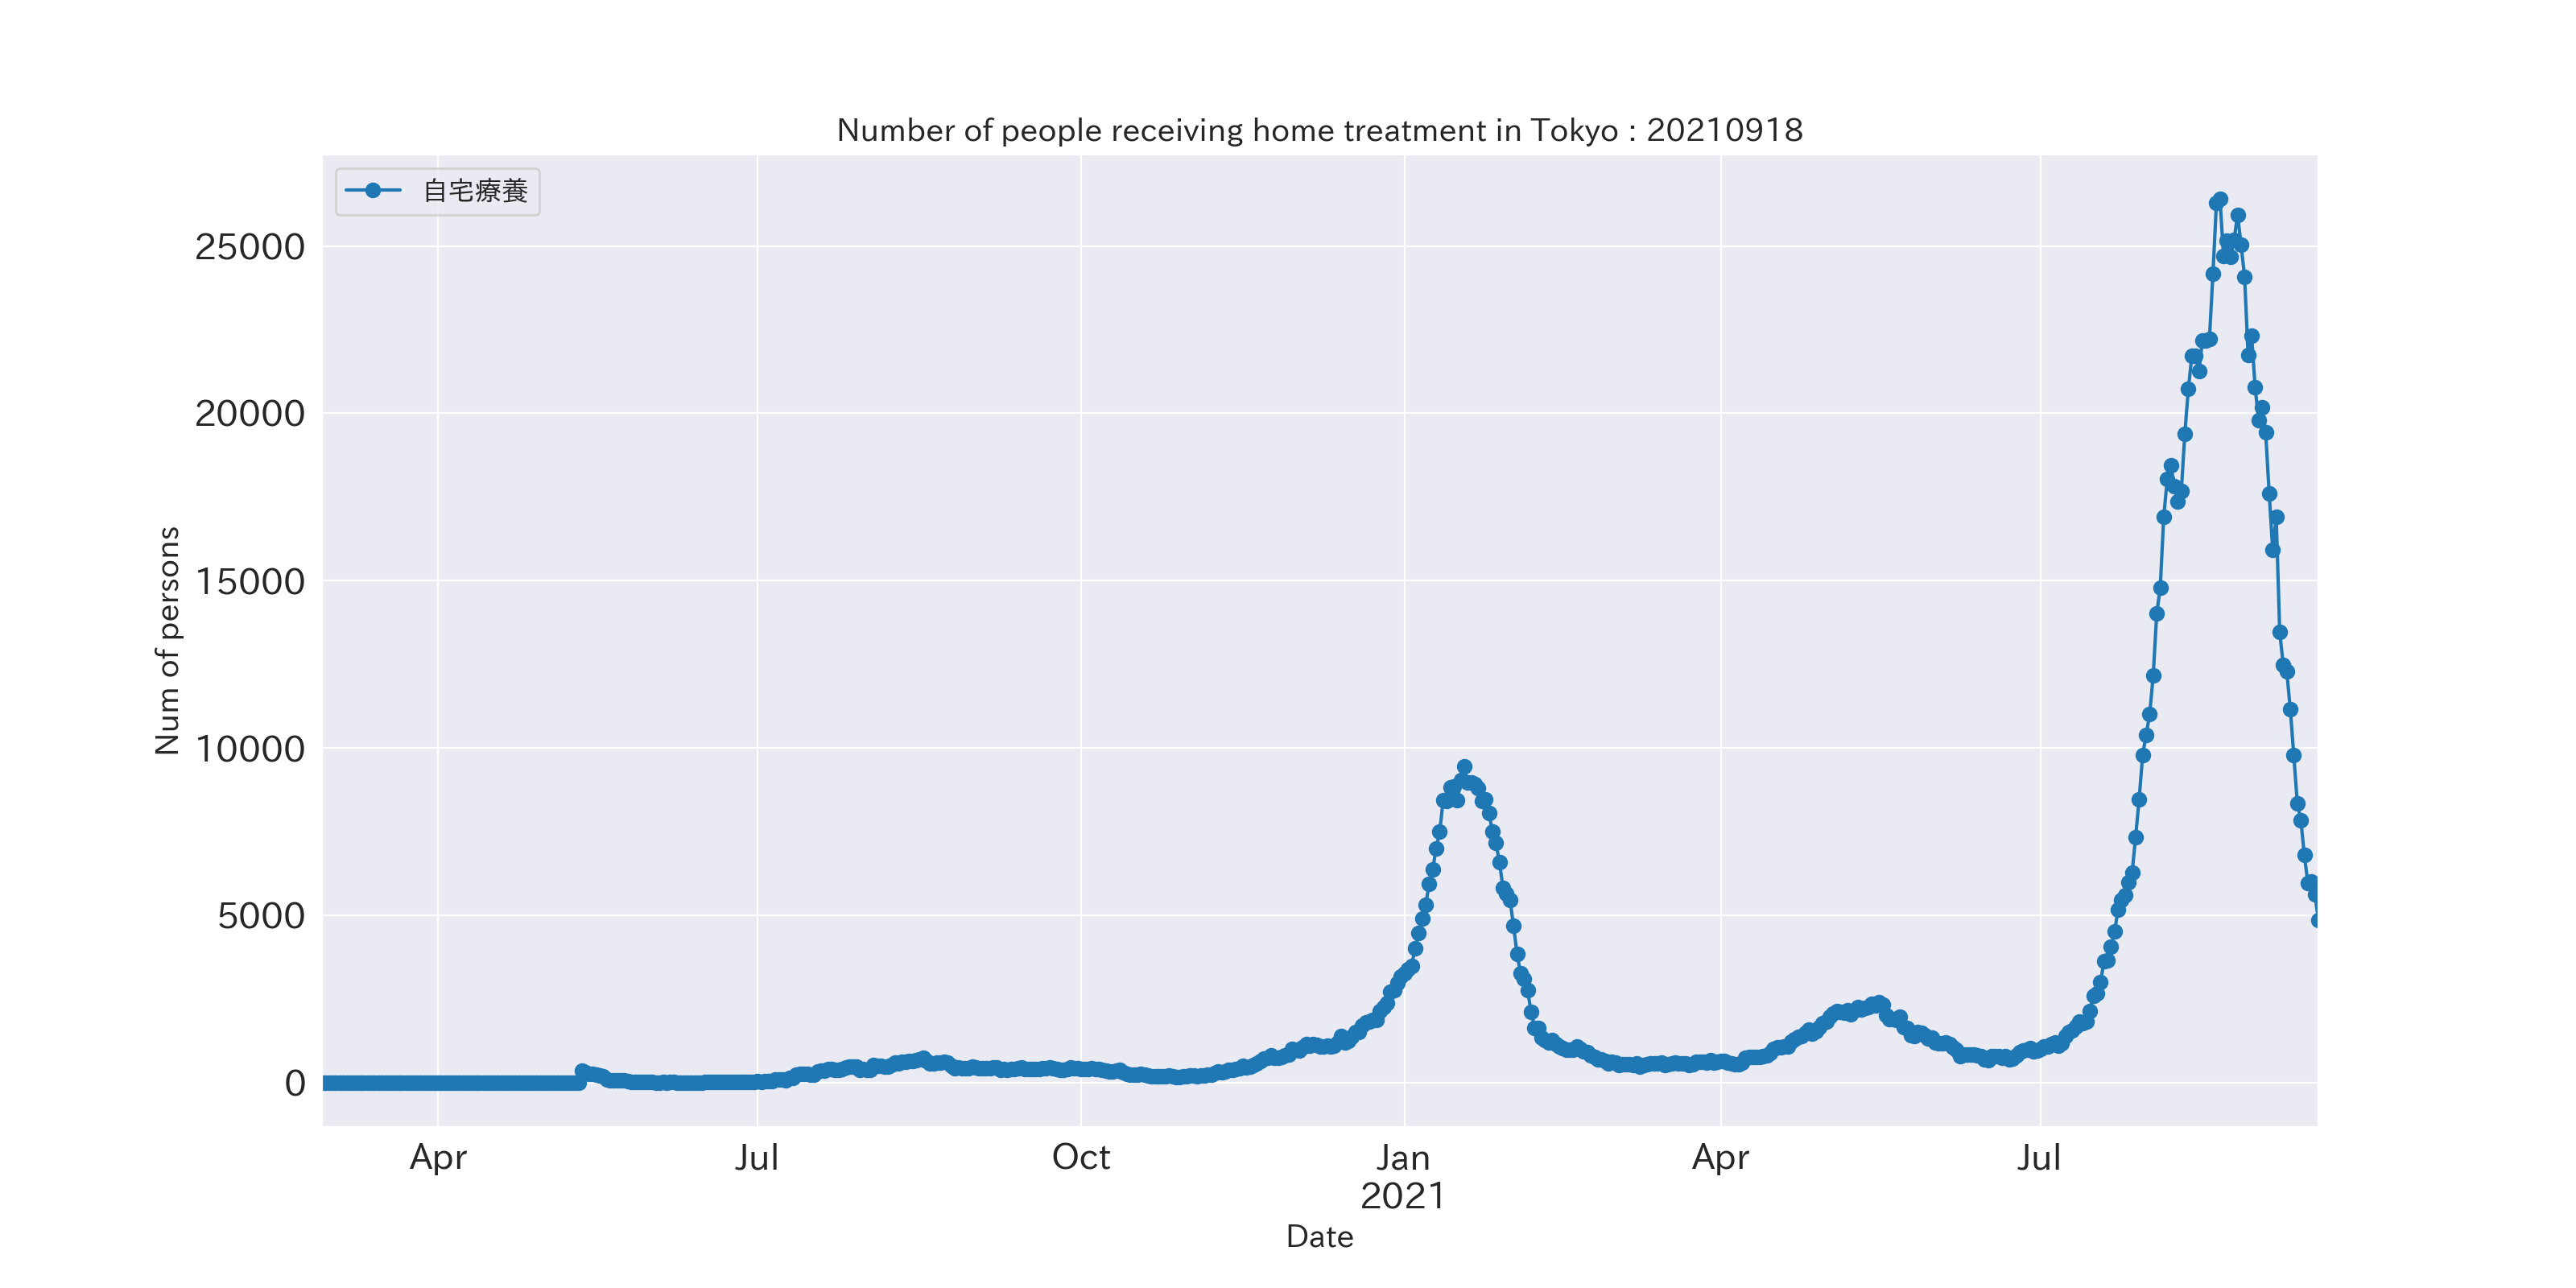 Number of people receiving home treatment in Tokyo : 20210918
自宅療養
25000
20000
15000
10000
5000
0
Num of persons
Apr
Jul
Oct
Jan
2021
Apr
Jul
Date